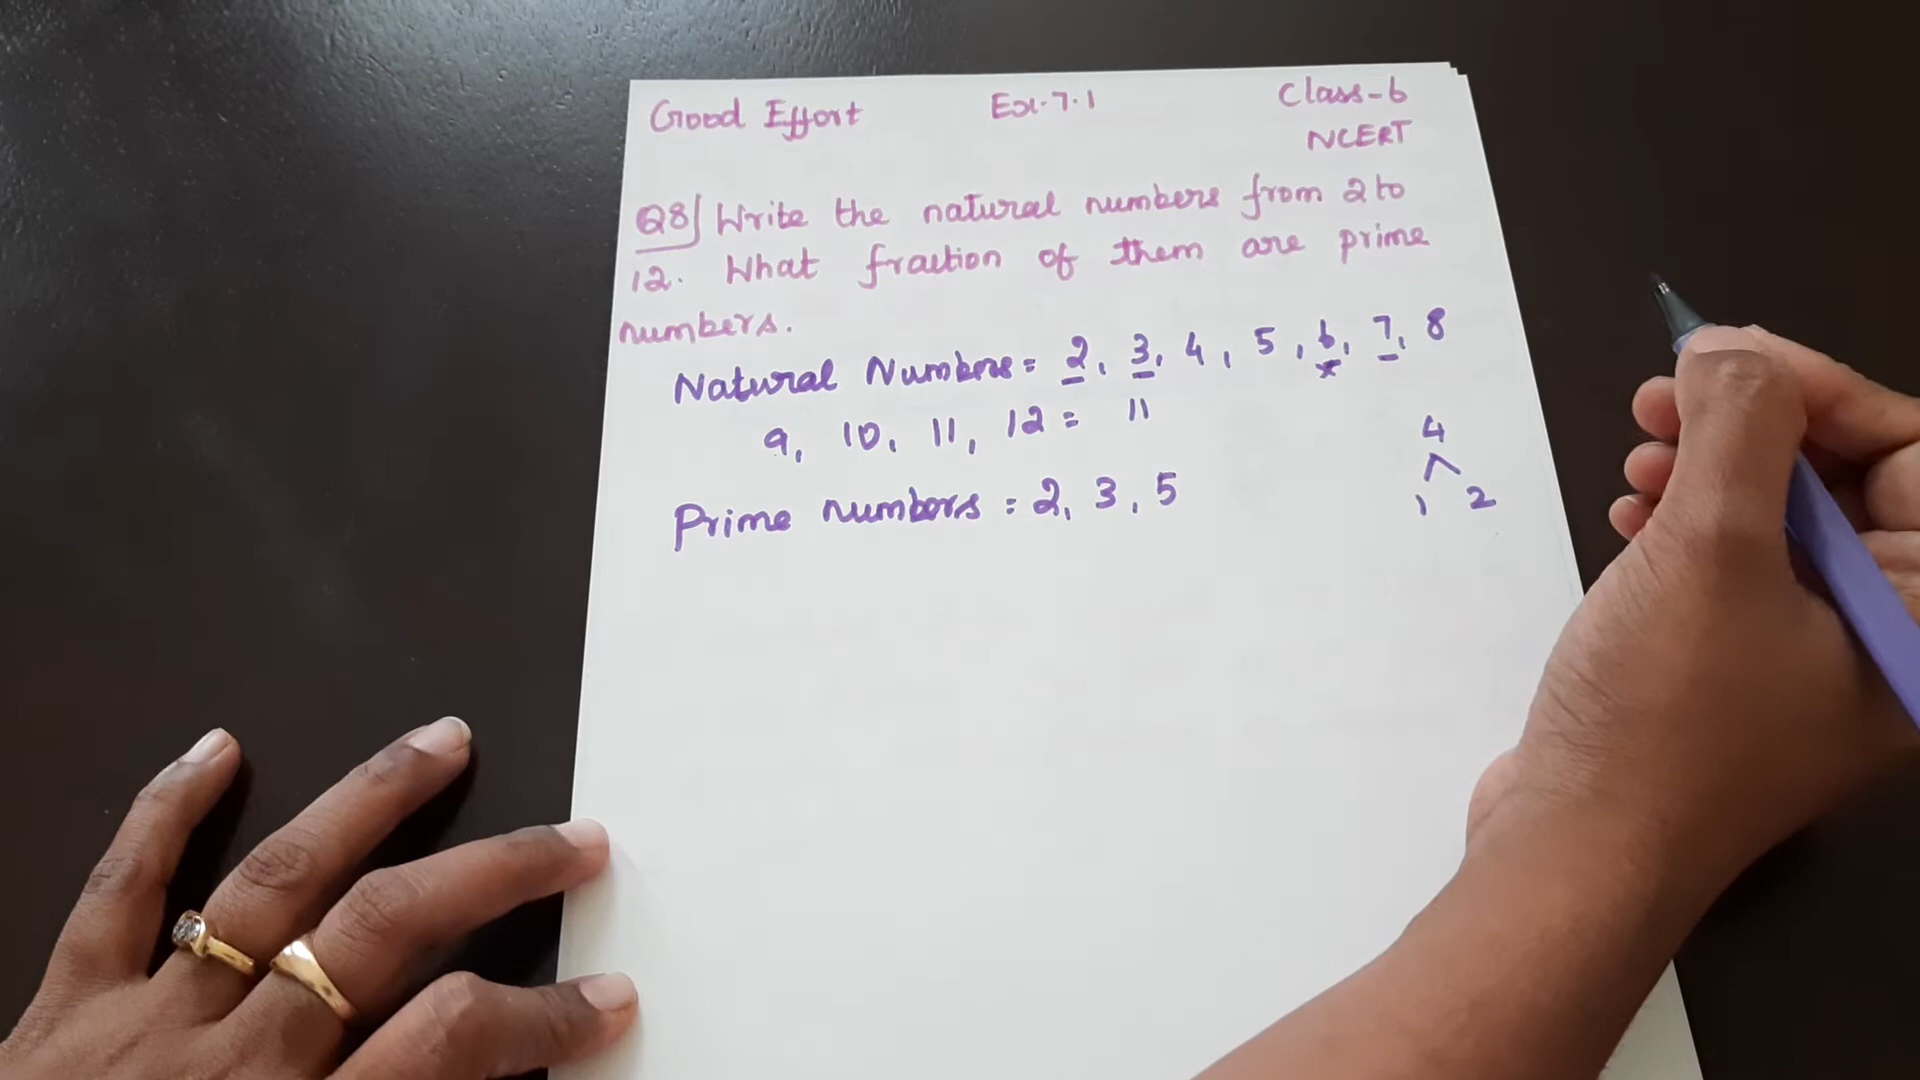 Good Effort Ex-7.1 Class-6
NCERT
Q8] Write the natural numbers from 2 to
12. What fraction of them are prime
numbers.
Natural Numbers = 2, 3, 4, 5, 6, 7, 8
9, 10, 11, 12 = 11
Prime numbers = 2, 3, 5
4
1 2